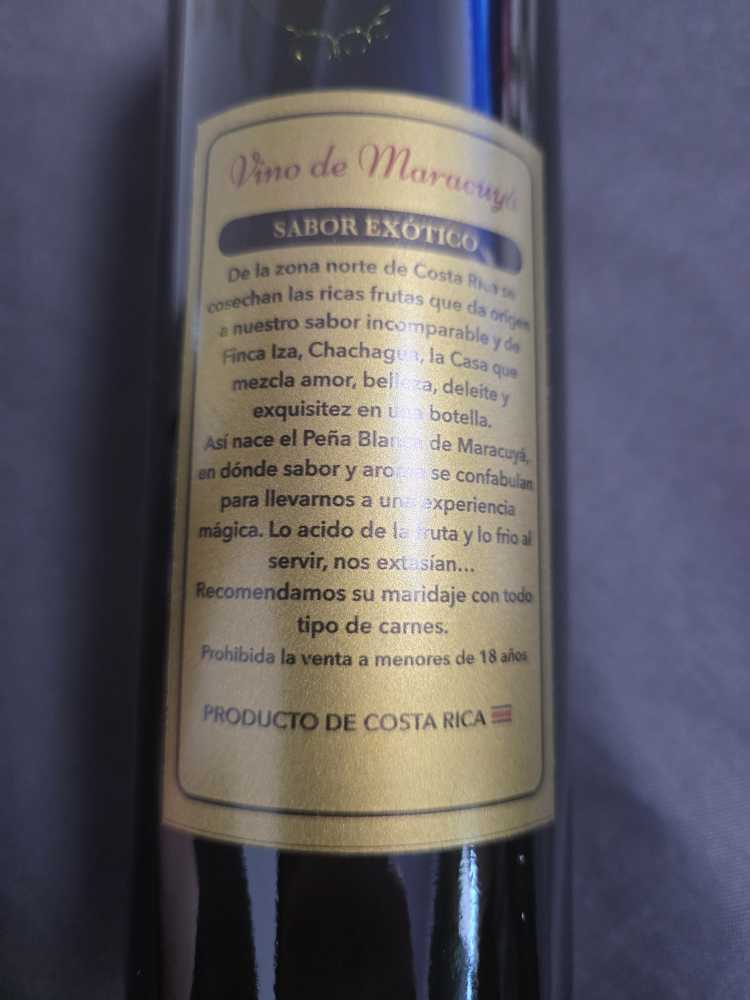 Vino de Maracuyá
SABOR EXÓTICO
De la zona norte de Costa Rica se
cosechan las ricas frutas que da origen
a nuestro sabor incomparable y de
Finca Iza, Chachagua, la Casa que
mezcla amor, belleza, deleite y
exquisitez en una botella.
Así nace el Peña Blanca de Maracuyá,
en dónde sabor y aroma se confabulan
para llevarnos a una experiencia
mágica. Lo acido de la fruta y lo frio al
servir, nos extasían...
Recomendamos su maridaje con todo
tipo de carnes.
Prohibida la venta a menores de 18 años
PRODUCTO DE COSTA RICA